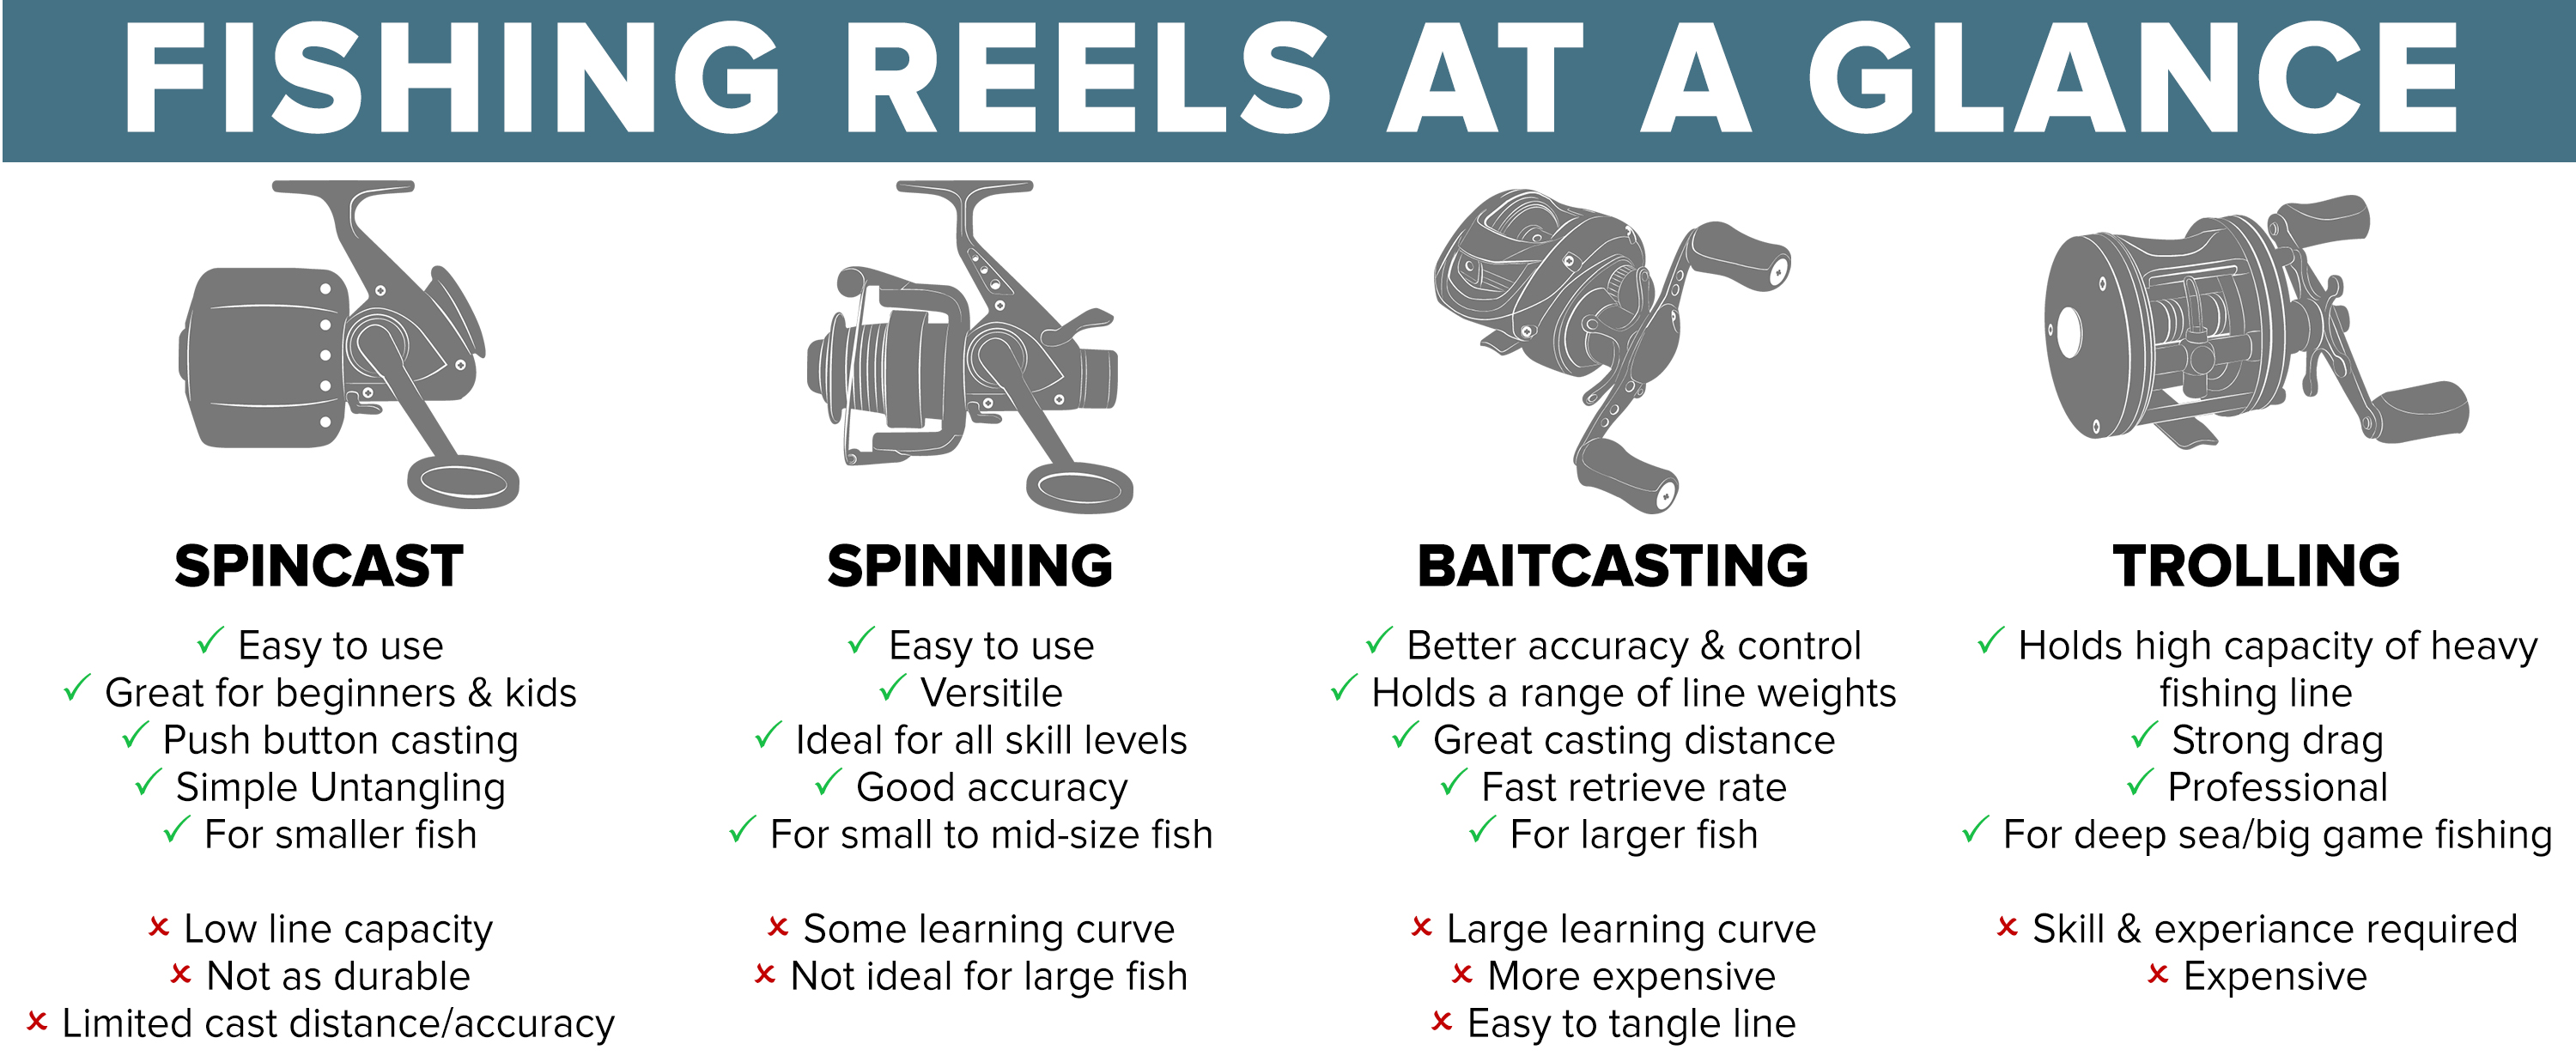 FISHING REELS AT A GLANCE
SPINCAST
✓ Easy to use
✓ Great for beginners & kids
✓ Push button casting
✓ Simple Untangling
✓ For smaller fish
✗ Low line capacity
✗ Not as durable
✗ Limited cast distance/accuracy
SPINNING
✓ Easy to use
✓ Versitile
✓ Ideal for all skill levels
✓ Good accuracy
✓ For small to mid-size fish
✗ Some learning curve
✗ Not ideal for large fish
BAITCASTING
✓ Better accuracy & control
✓ Holds a range of line weights
✓ Great casting distance
✓ Fast retrieve rate
✓ For larger fish
✗ Large learning curve
✗ More expensive
✗ Easy to tangle line
TROLLING
✓ Holds high capacity of heavy
fishing line
✓ Strong drag
✓ Professional
✓ For deep sea/big game fishing
✗ Skill & experiance required
✗ Expensive